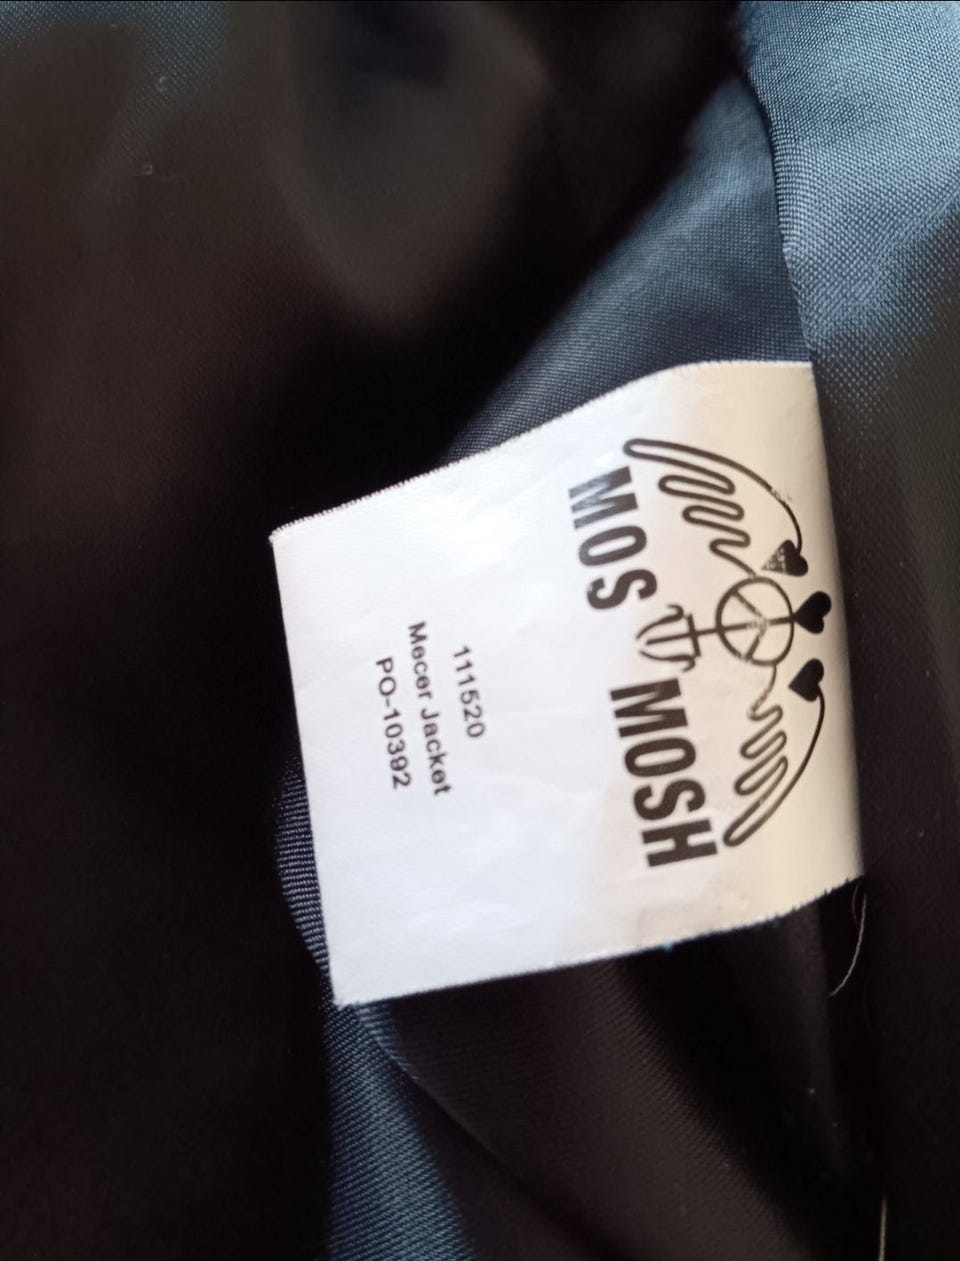 MOS MOSH
111520
Mecer Jacket
PO-10392